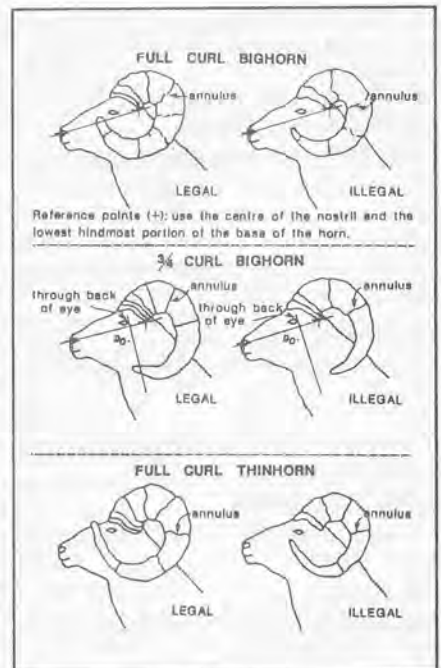 FULL CURL BIGHORN
annulus
annulus
LEGAL
ILLEGAL
Reference points (+): use the centre of the nostril and the
lowest hindmost portion of the base of the horn.
3/4 CURL BIGHORN
through back
of eye
annulus
through back
of eye
annulus
90°
90°
LEGAL
ILLEGAL
FULL CURL THINHORN
annulus
annulus
LEGAL
ILLEGAL